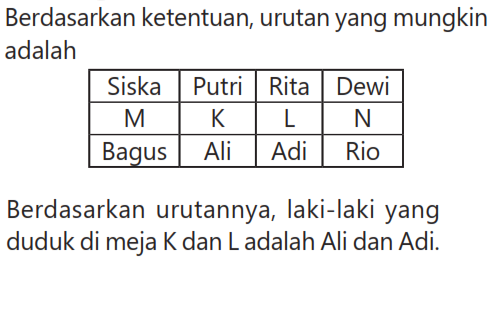 Berdasarkan ketentuan, urutan yang mungkin
adalah
Siska Putri Rita Dewi
M K L N
Bagus Ali Adi Rio
Berdasarkan urutannya, laki-laki yang
duduk di meja K dan L adalah Ali dan Adi.